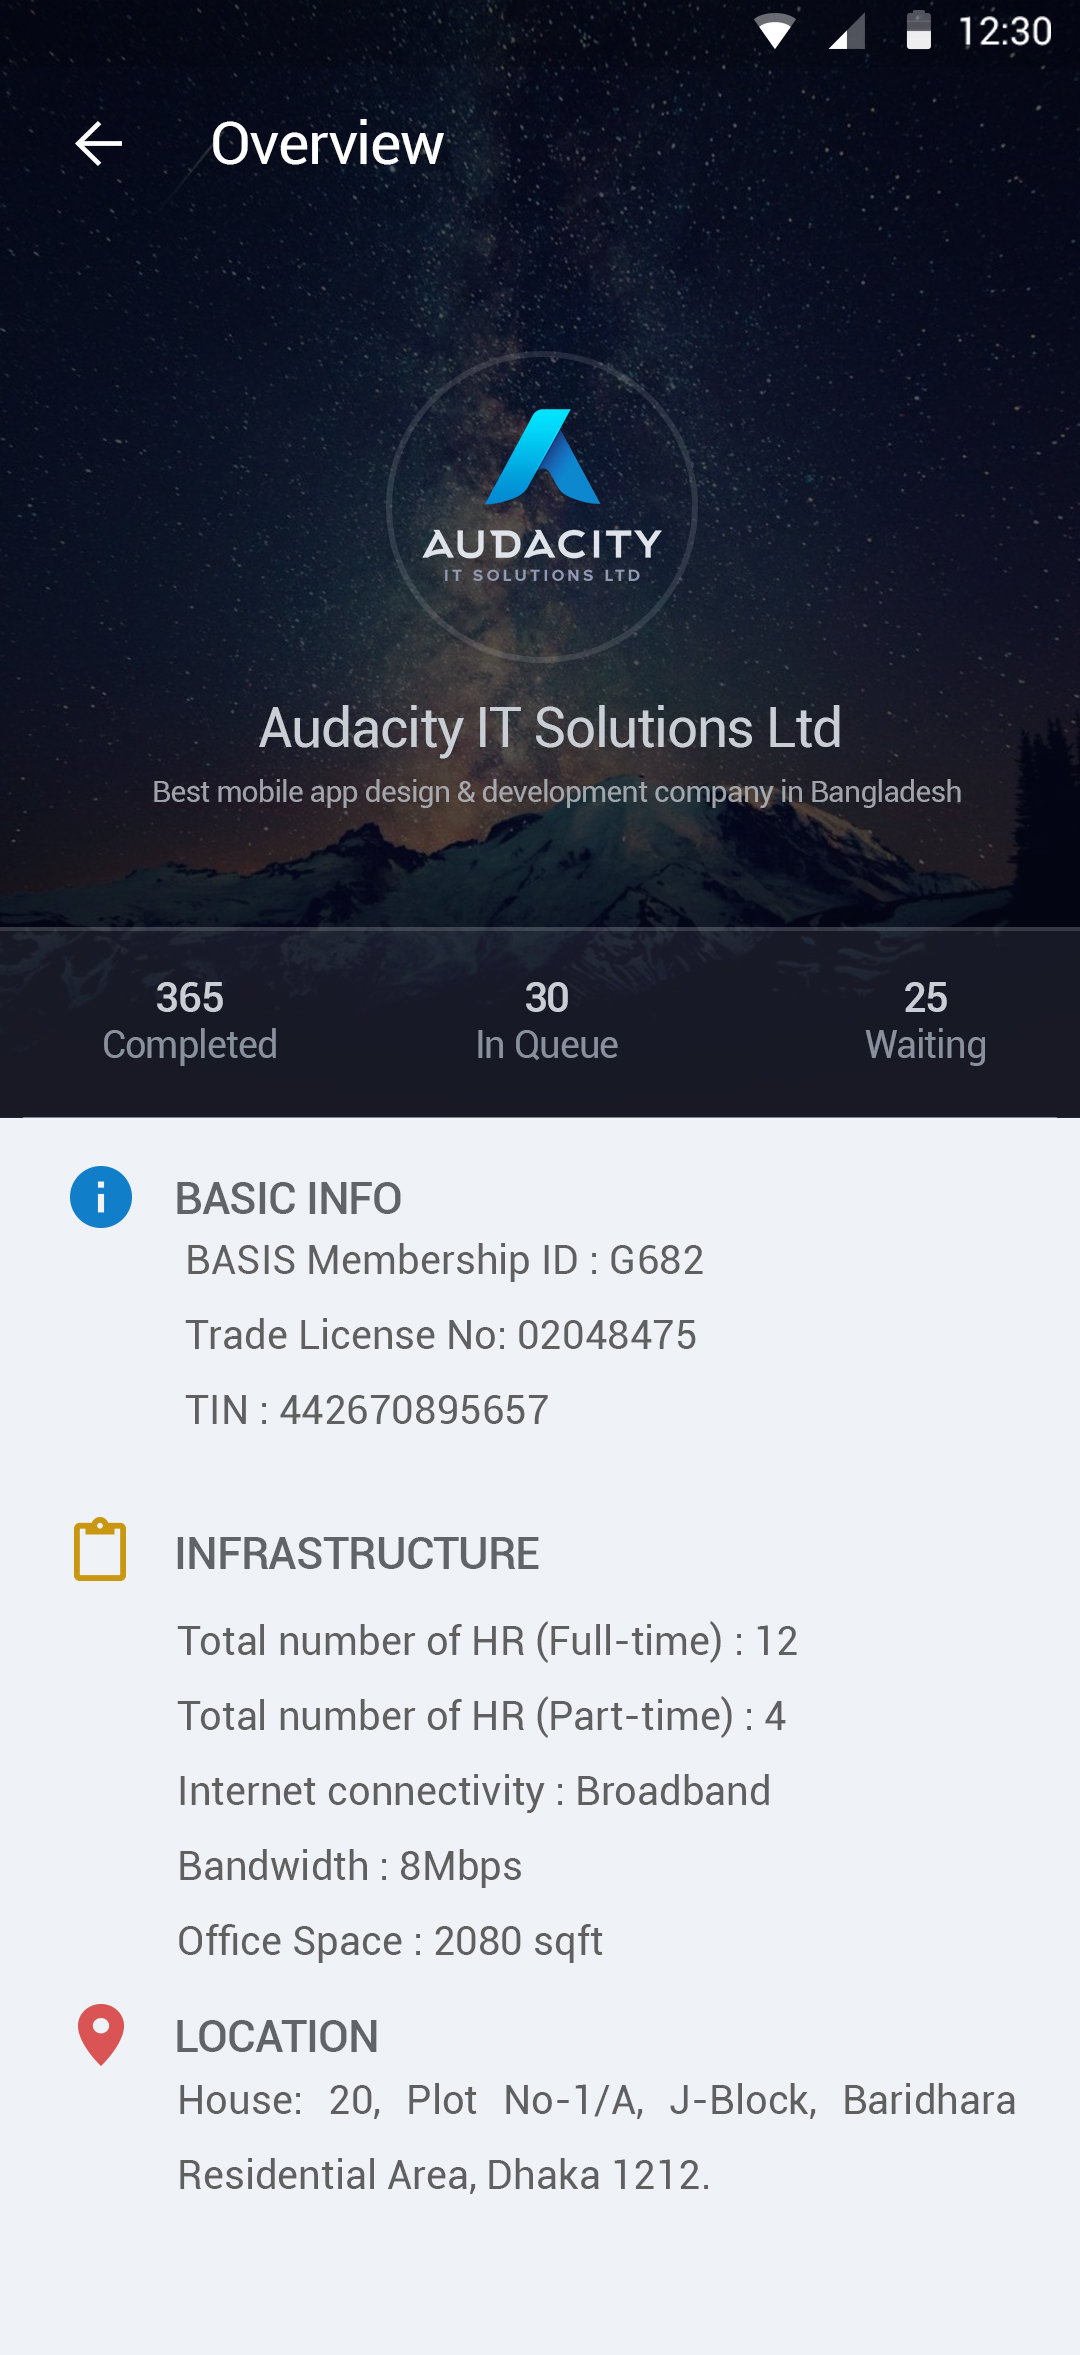 12:30
Overview
AUDACITY
IT SOLUTIONS LTD
Audacity IT Solutions Ltd
Best mobile app design & development company in Bangladesh
365 30 25
Completed In Queue Waiting
BASIC INFO
BASIS Membership ID : G682
Trade License No: 02048475
TIN : 442670895657
INFRASTRUCTURE
Total number of HR (Full-time) : 12
Total number of HR (Part-time) : 4
Internet connectivity : Broadband
Bandwidth : 8Mbps
Office Space : 2080 sqft
LOCATION
House: 20, Plot No-1/A, J-Block, Baridhara
Residential Area, Dhaka 1212.